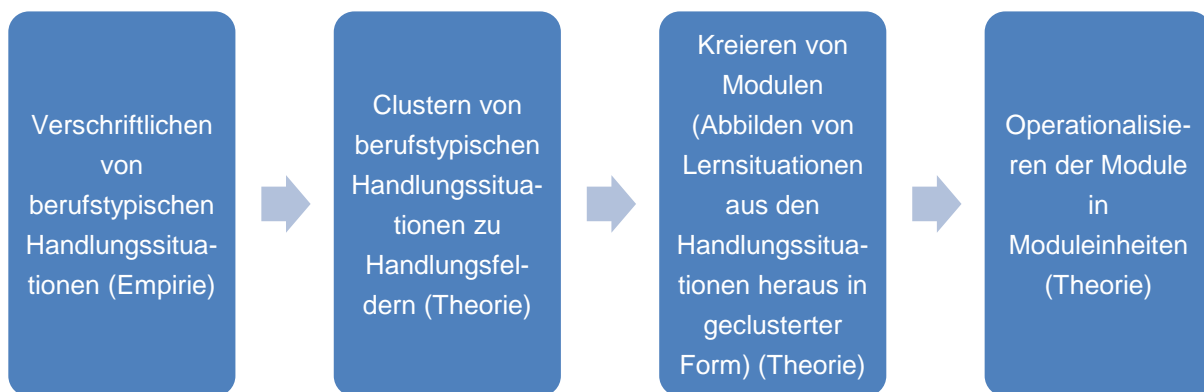 Verschriftlichen
von
berufstypischen
Handlungssitua-
tionen (Empirie)
Clustern von
berufstypischen
Handlungssitua-
tionen zu
Handlungsfel-
dern (Theorie)
Kreieren von
Modulen
(Abbilden von
Lernsituationen
aus den
Handlungssitua-
tionen heraus in
geclusterter
Form) (Theorie)
Operationalisie-
ren der Module
in
Moduleinheiten
(Theorie)